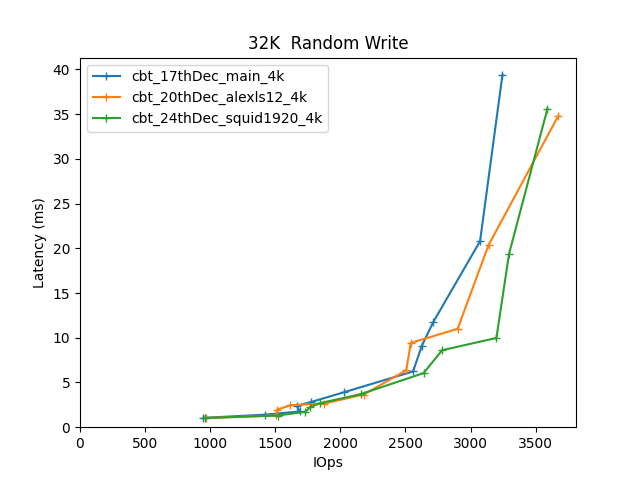 32K  Random Write
cbt_17thDec_main_4k
cbt_20thDec_alexls12_4k
cbt_24thDec_squid1920_4k
40
35
30
25
20
15
10
5
0
Latency (ms)
0 500 1000 1500 2000 2500 3000 3500
IOps